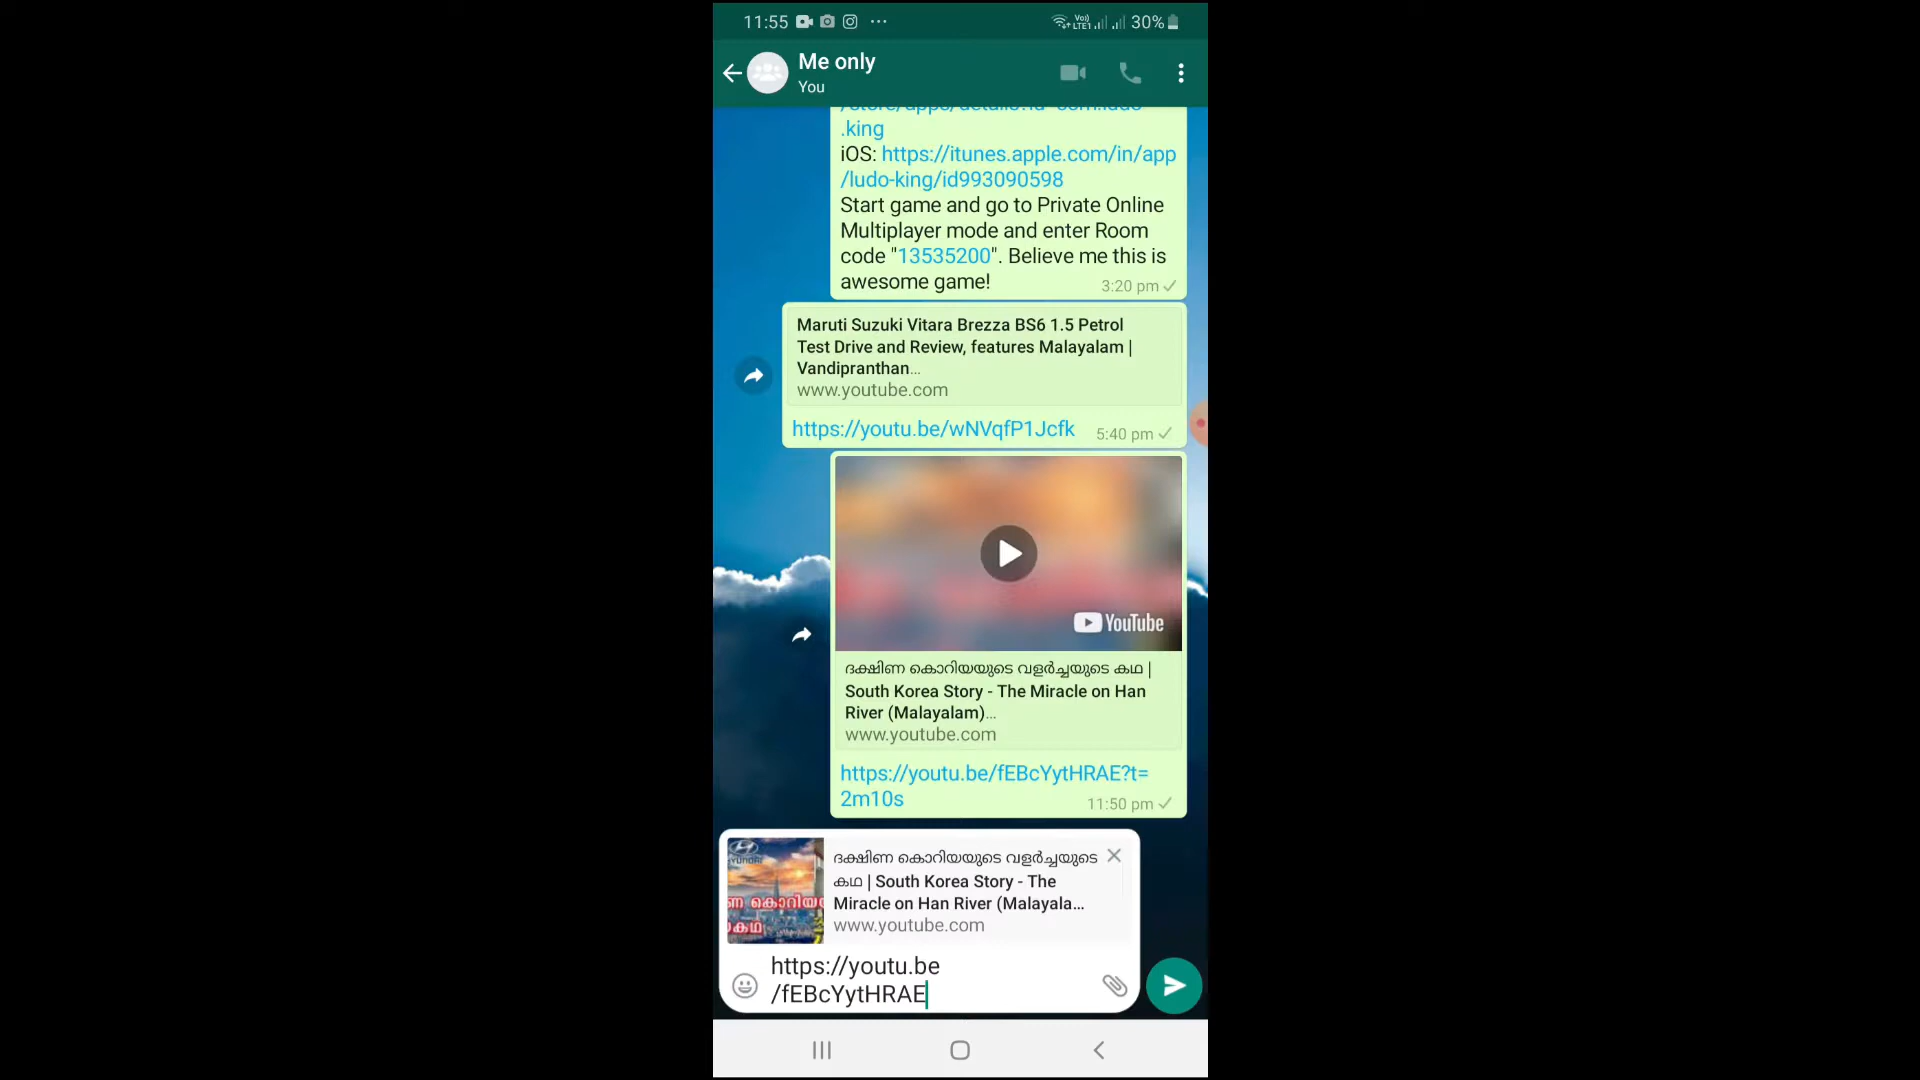 11:55
VoJ)
LTE1
30%
Me only
You
.king
iOS: https://itunes.apple.com/in/app
/ludo-king/id993090598
Start game and go to Private Online
Multiplayer mode and enter Room
code "13535200". Believe me this is
awesome game!
3:20 pm
Maruti Suzuki Vitara Brezza BS6 1.5 Petrol
Test Drive and Review, features Malayalam |
Vandipranthan...
www.youtube.com
https://youtu.be/wNVqfP1Jcfk
5:40 pm
YouTube
ദക്ഷിണ കൊറിയയുടെ വളർച്ചയുടെ കഥ |
South Korea Story - The Miracle on Han
River (Malayalam)...
www.youtube.com
https://youtu.be/fEBcYytHRAE?t=
2m10s
11:50 pm
ദക്ഷിണ കൊറിയയുടെ വളർച്ചയുടെ
കഥ | South Korea Story - The
Miracle on Han River (Malayala...
www.youtube.com
https://youtu.be
/fEBcYytHRAE